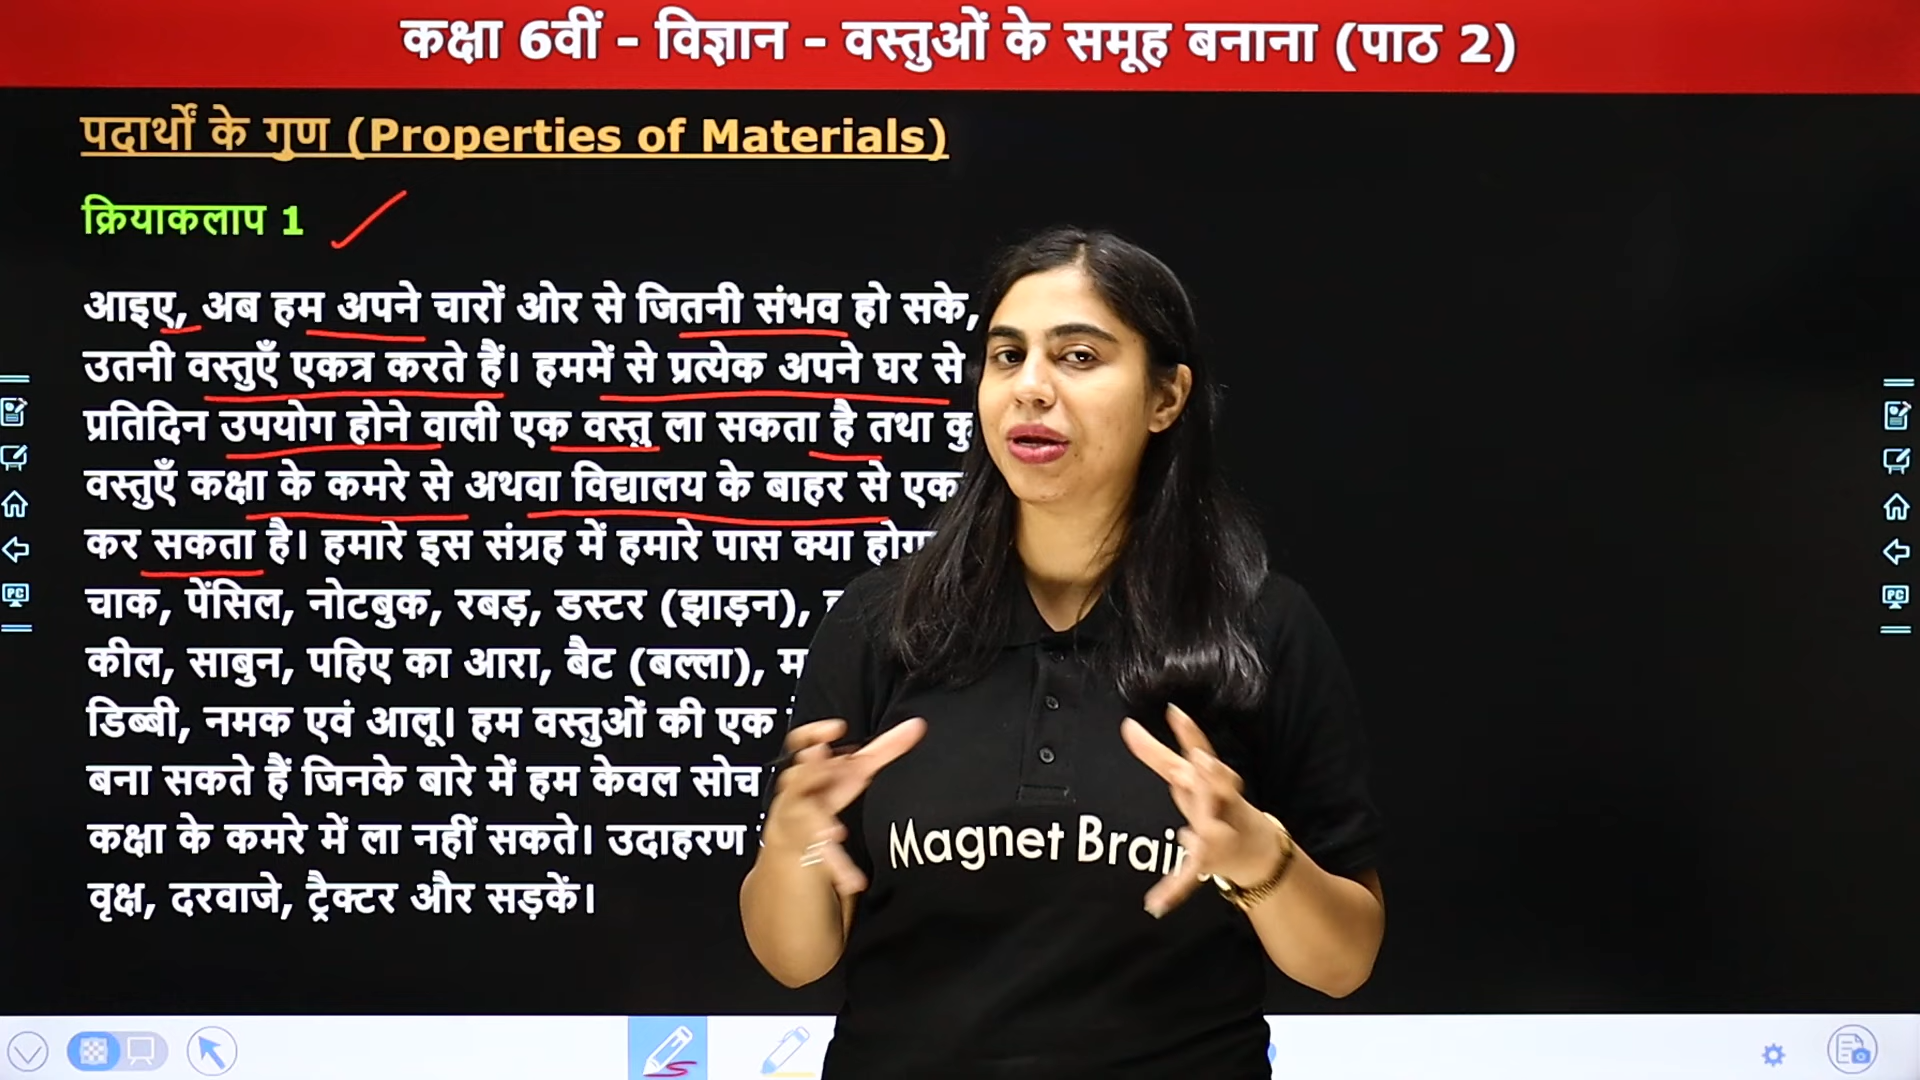 कक्षा 6वीं - विज्ञान - वस्तुओं के समूह बनाना (पाठ 2)
पदार्थों के गुण (Properties of Materials)
क्रियाकलाप 1
आइए, अब हम अपने चारों ओर से जितनी संभव हो सके,
उतनी वस्तुएँ एकत्र करते हैं। हममें से प्रत्येक अपने घर से
प्रतिदिन उपयोग होने वाली एक वस्तु ला सकता है तथा
वस्तुएँ कक्षा के कमरे से अथवा विद्यालय के बाहर से
कर सकता है। हमारे इस संग्रह में हमारे पास क्या
चाक, पेंसिल, नोटबुक, रबड़, डस्टर (झाड़न),
कील, साबुन, पहिए का आरा, बैट (बल्ला),
डिब्बी, नमक एवं आलू। हम वस्तुओं की एक
बना सकते हैं जिनके बारे में हम केवल सोच
कक्षा के कमरे में ला नहीं सकते। उदाहरण
वृक्ष, दरवाजे, ट्रैक्टर और सड़कें।
Magnet Brain
PC
PC